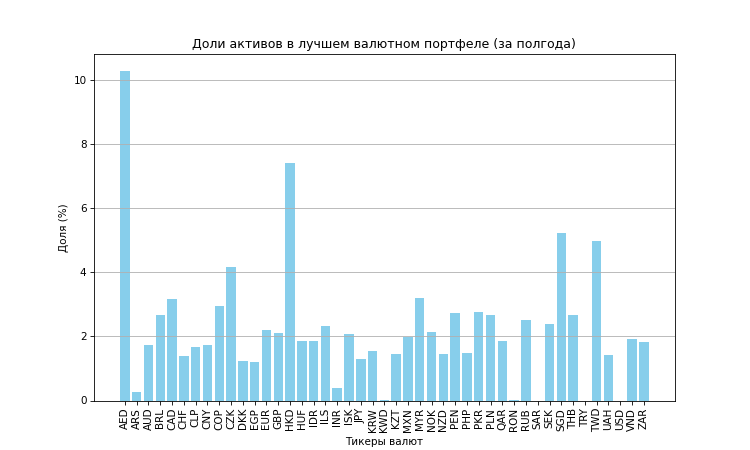 Доли активов в лучшем валютном портфеле (за полгода)
Доля (%)
10
8
6
4
2
0
AED ARS AUD BRL CAD CHF CLP CNY COP CZK DKK EGP EUR GBP HKD HUF IDR ILS INR ISK JPY KRW KWD KZT MXN MYR NOK NZD PEN PHP PKR PLN QAR RON RUB SAR SEK SGD THB TRY TWD UAH USD VND ZAR
Тикеры валют